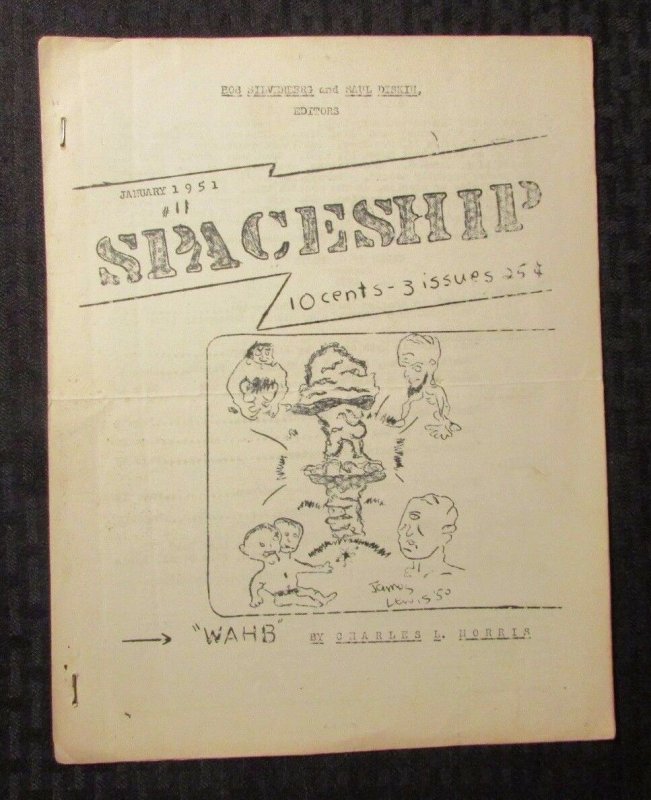 BOB SILVERBERG and SAUL DISKIN,
EDITORS
JANUARY 1951
#11
SPACESHIP
10 cents - 3 issues 25¢
James
Lewis 50
→ "WAHB" BY CHARLES L. MORRIS